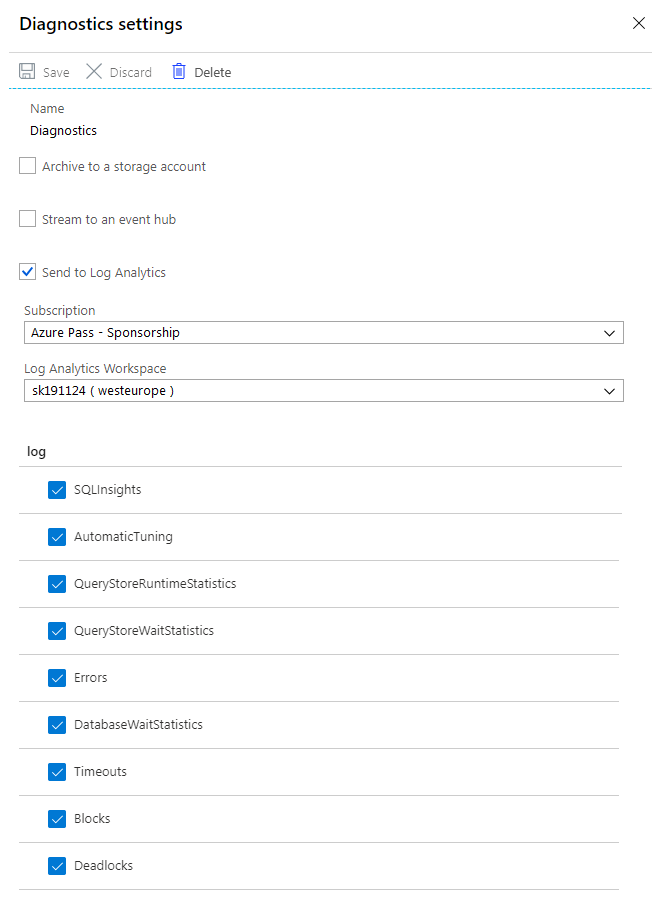 Diagnostics settings
Save Discard Delete
Name
Diagnostics
Archive to a storage account
Stream to an event hub
Send to Log Analytics
Subscription
Azure Pass - Sponsorship
Log Analytics Workspace
sk191124 ( westeurope )
log
SQLInsights
AutomaticTuning
QueryStoreRuntimeStatistics
QueryStoreWaitStatistics
Errors
DatabaseWaitStatistics
Timeouts
Blocks
Deadlocks